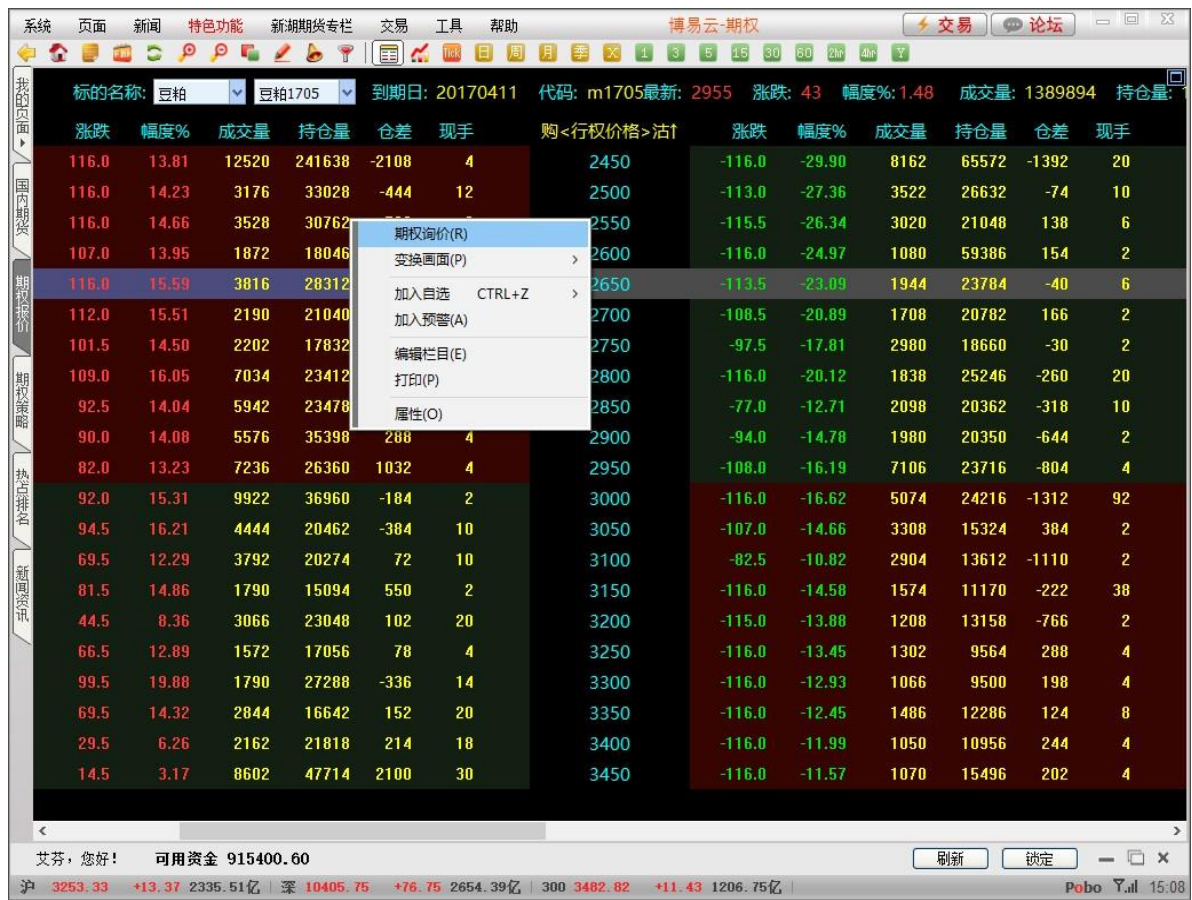 系统 页面 新闻 特色功能 新湖期货专栏 交易 工具 帮助 博易云-期权 交易 论坛
Tick 日 周 月 季 X 1 3 5 15 30 60 2hr 4hr Y
我的页面
国内期货
期权报价
期权策略
热点排名
新闻资讯
标的名称: 豆粕 豆粕1705 到期日: 20170411 代码: m1705最新: 2955 涨跌: 43 幅度%:1.48 成交量: 1389894 持仓量:
涨跌 幅度% 成交量 持仓量 仓差 现手 购<行权价格>沽↑ 涨跌 幅度% 成交量 持仓量 仓差 现手
116.0 13.81 12520 241638 -2108 4 2450 -116.0 -29.90 8162 65572 -1392 20
116.0 14.23 3176 33028 -444 12 2500 -113.0 -27.36 3522 26632 -74 10
116.0 14.66 3528 30762 2550 -115.5 -26.34 3020 21048 138 6
107.0 13.95 1872 18046 2600 -116.0 -24.97 1080 59386 154 2
116.0 15.59 3816 28312 2650 -113.5 -23.09 1944 23784 -40 6
112.0 15.51 2190 21040 2700 -108.5 -20.89 1708 20782 166 2
101.5 14.50 2202 17832 2750 -97.5 -17.81 2980 18660 -30 2
109.0 16.05 7034 23412 2800 -116.0 -20.12 1838 25246 -260 20
92.5 14.04 5942 23478 2850 -77.0 -12.71 2098 20362 -318 10
90.0 14.08 5576 35398 288 4 2900 -94.0 -14.78 1980 20350 -644 2
82.0 13.23 7236 26360 1032 4 2950 -108.0 -16.19 7106 23716 -804 4
92.0 15.31 9922 36960 -184 2 3000 -116.0 -16.62 5074 24216 -1312 92
94.5 16.21 4444 20462 -384 10 3050 -107.0 -14.66 3308 15324 384 2
69.5 12.29 3792 20274 72 10 3100 -82.5 -10.82 2904 13612 -1110 2
81.5 14.86 1790 15094 550 2 3150 -116.0 -14.58 1574 11170 -222 38
44.5 8.36 3066 23048 102 20 3200 -115.0 -13.88 1208 13158 -766 2
66.5 12.89 1572 17056 78 4 3250 -116.0 -13.45 1302 9564 288 4
99.5 19.88 1790 27288 -336 14 3300 -116.0 -12.93 1066 9500 198 4
69.5 14.32 2844 16642 152 20 3350 -116.0 -12.45 1486 12286 124 8
29.5 6.26 2162 21818 214 18 3400 -116.0 -11.99 1050 10956 244 4
14.5 3.17 8602 47714 2100 30 3450 -116.0 -11.57 1070 15496 202 4
期权询价(R)
变换画面(P)
加入自选 CTRL+Z
加入预警(A)
编辑栏目(E)
打印(P)
属性(O)
艾芬，您好! 可用资金 915400.60 刷新 锁定
沪 3253.33 +13.37 2335.51亿 深 10405.75 +76.75 2654.39亿 300 3482.82 +11.43 1206.75亿 Pobo 15:08